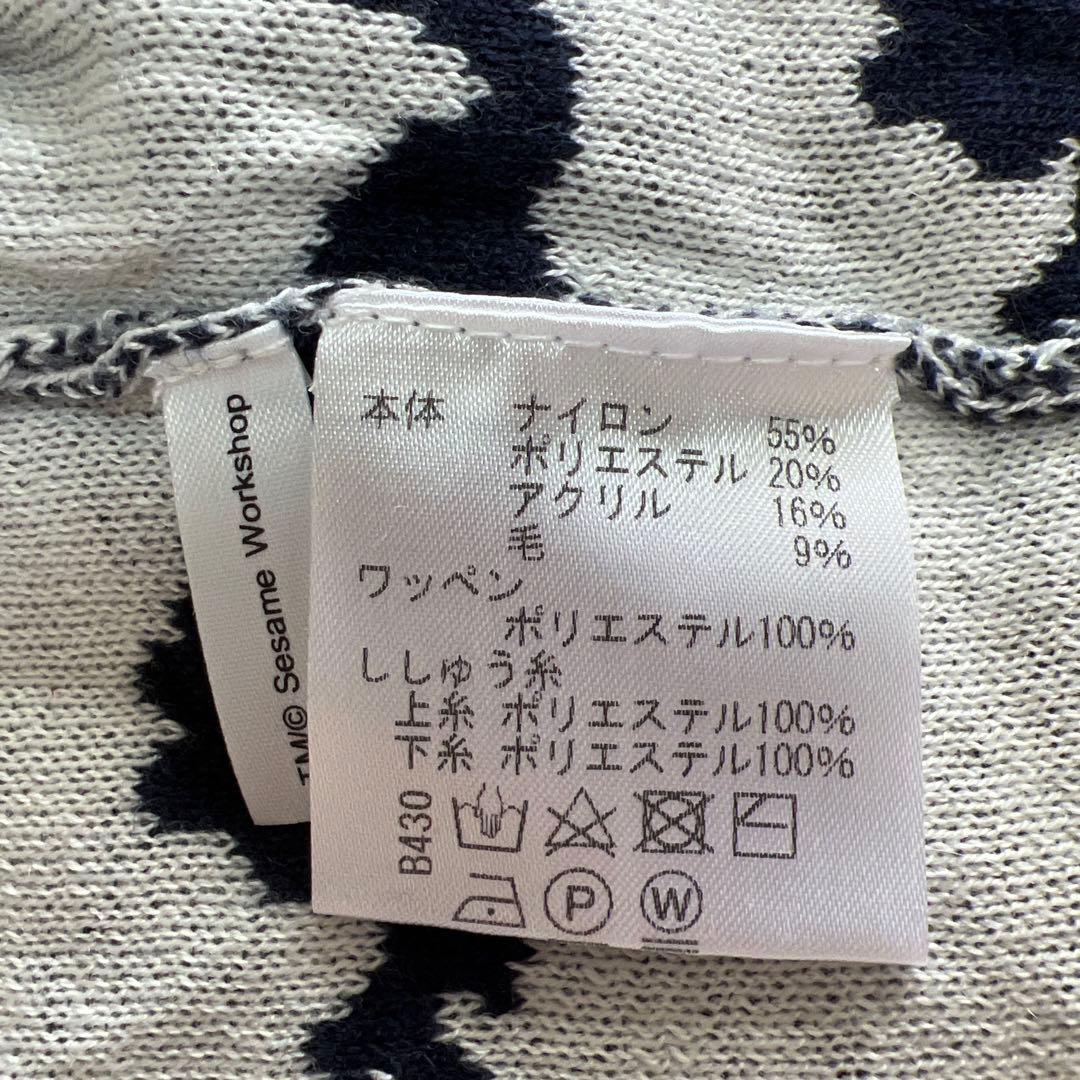 TM/© Sesame Workshop
本体 ナイロン 55%
ポリエステル 20%
アクリル 16%
毛 9%
ワッペン
ポリエステル100%
ししゅう糸
上糸 ポリエステル100%
下糸 ポリエステル100%
B430
P W